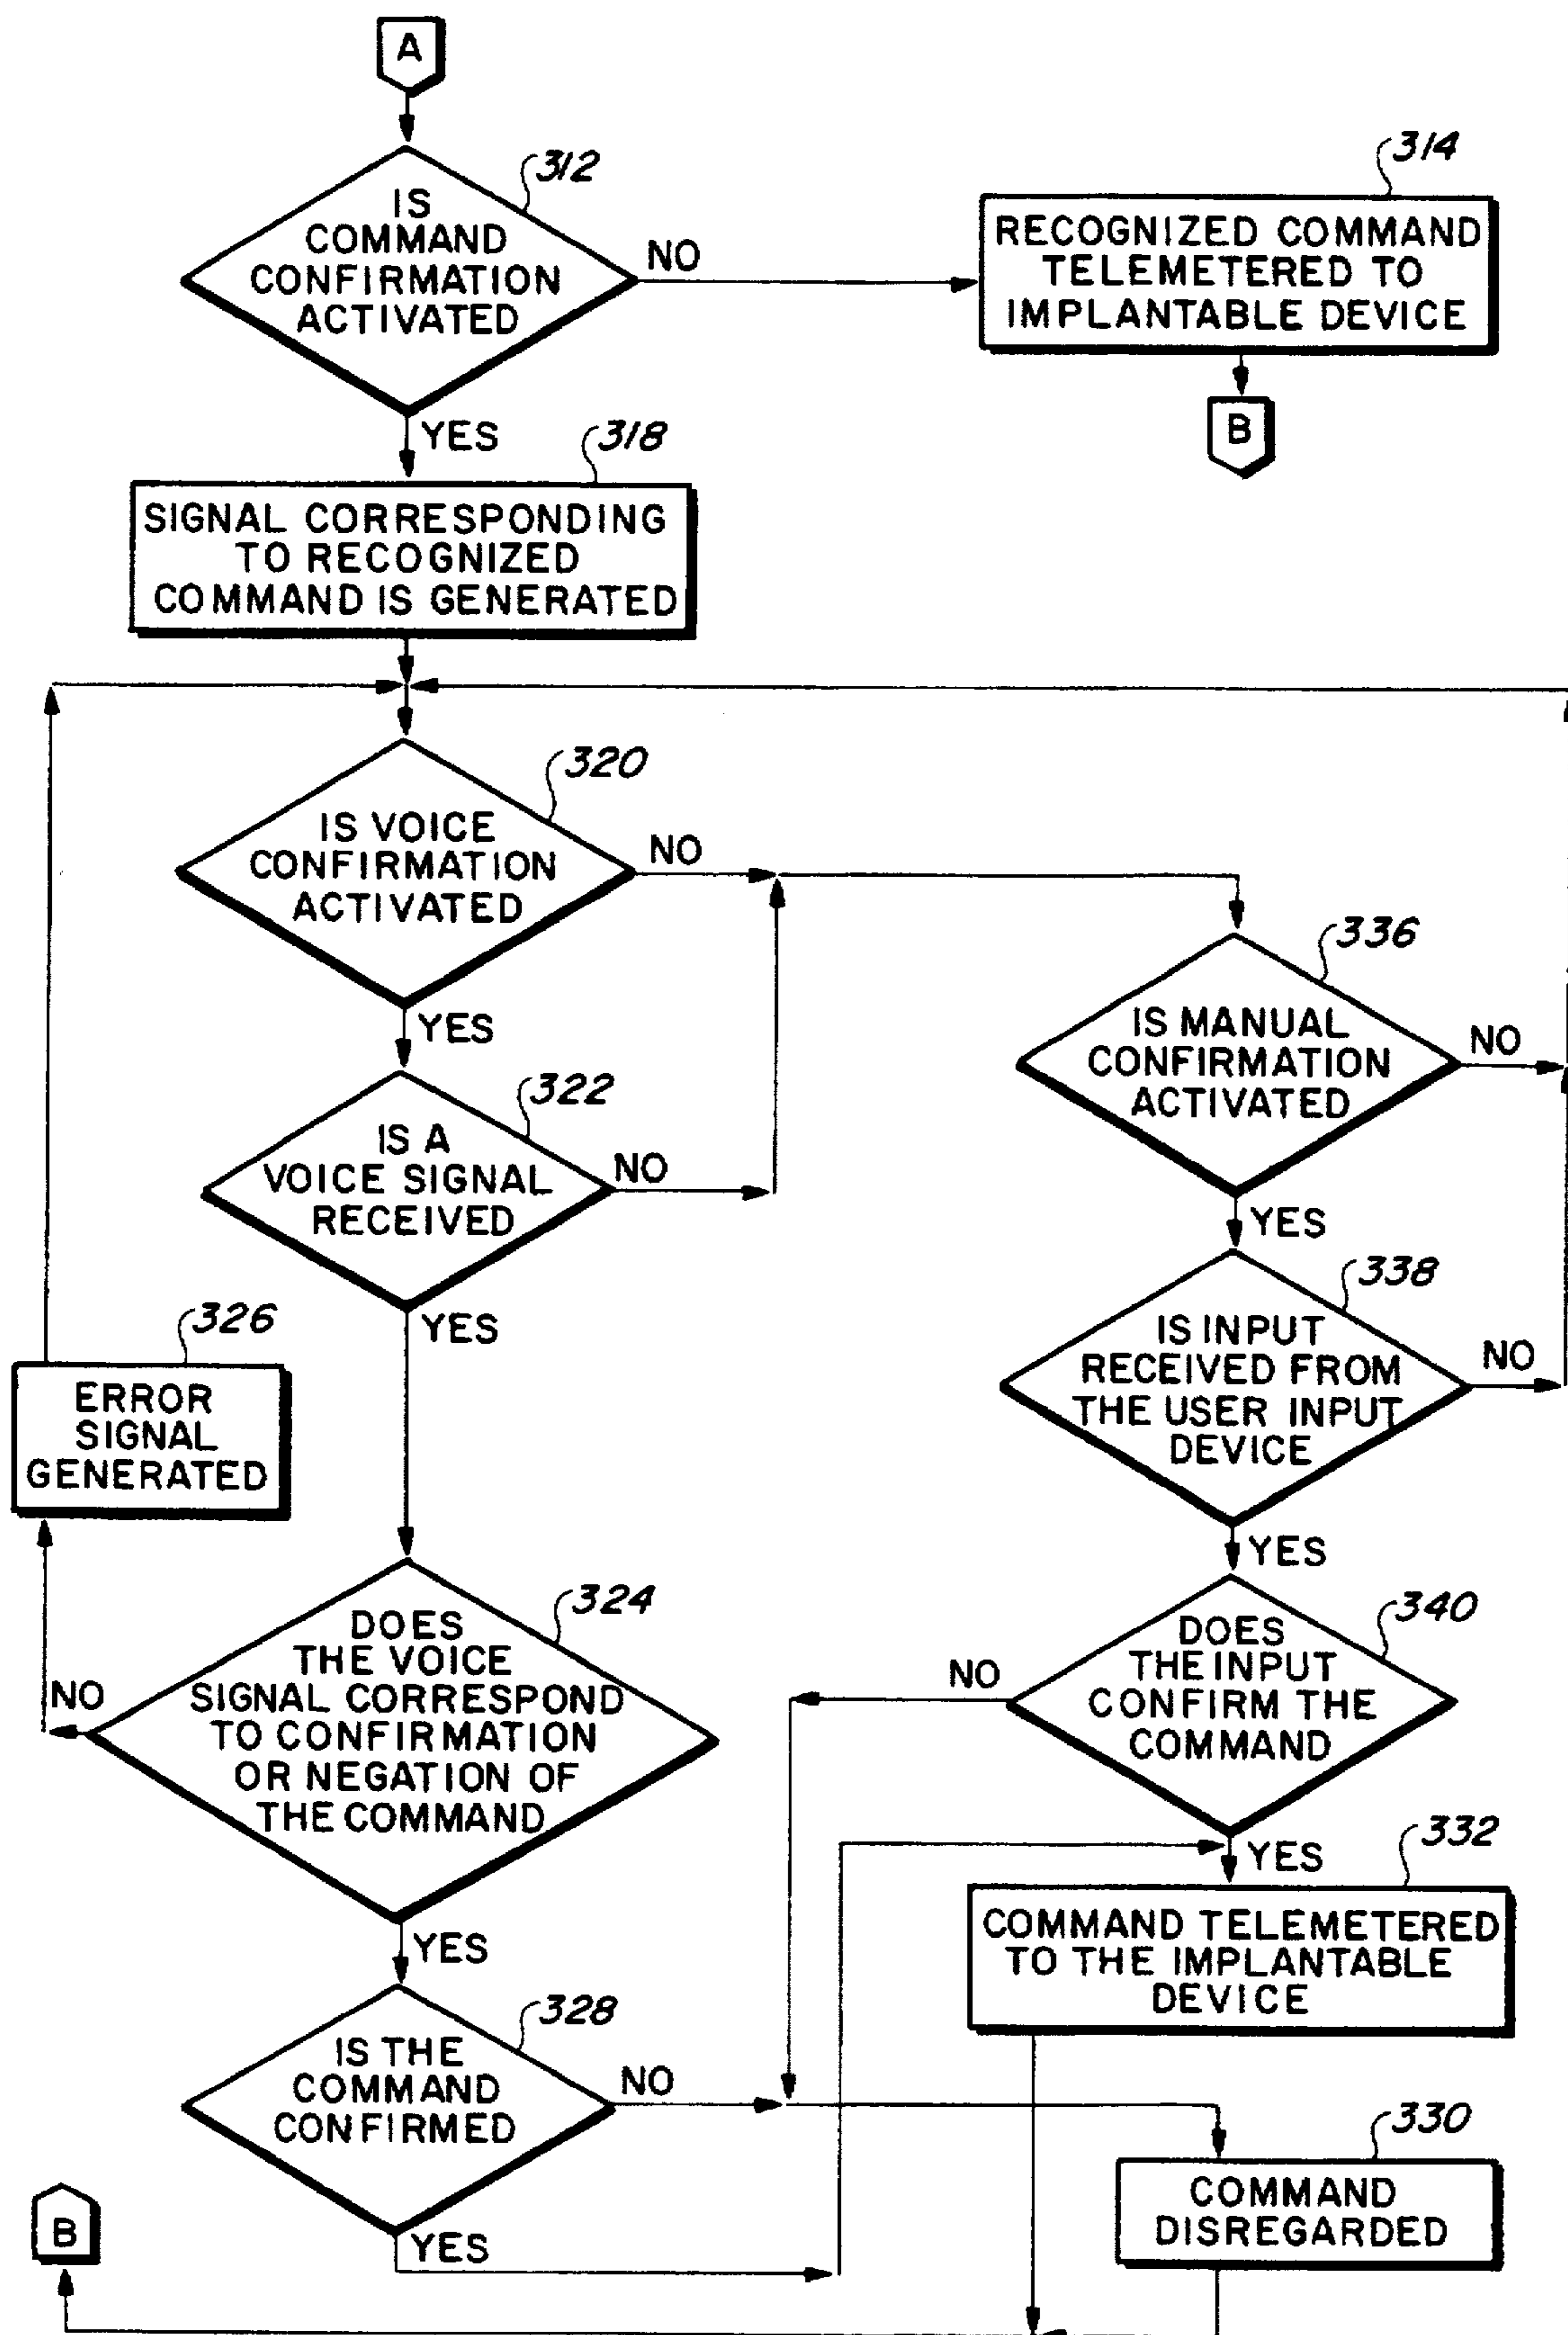 A
312
IS
COMMAND
CONFIRMATION
ACTIVATED
NO
314
RECOGNIZED COMMAND
TELEMETERED TO
IMPLANTABLE DEVICE
B
YES
318
SIGNAL CORRESPONDING
TO RECOGNIZED
COMMAND IS GENERATED
320
IS VOICE
CONFIRMATION
ACTIVATED
NO
YES
336
IS MANUAL
CONFIRMATION
ACTIVATED
NO
YES
322
IS A
VOICE SIGNAL
RECEIVED
NO
YES
338
IS INPUT
RECEIVED FROM
THE USER INPUT
DEVICE
NO
YES
326
ERROR
SIGNAL
GENERATED
324
DOES
THE VOICE
SIGNAL CORRESPOND
TO CONFIRMATION
OR NEGATION OF
THE COMMAND
NO
YES
340
DOES
THE INPUT
CONFIRM THE
COMMAND
NO
YES
332
COMMAND TELEMETERED
TO THE IMPLANTABLE
DEVICE
328
IS THE
COMMAND
CONFIRMED
NO
YES
330
COMMAND
DISREGARDED
B